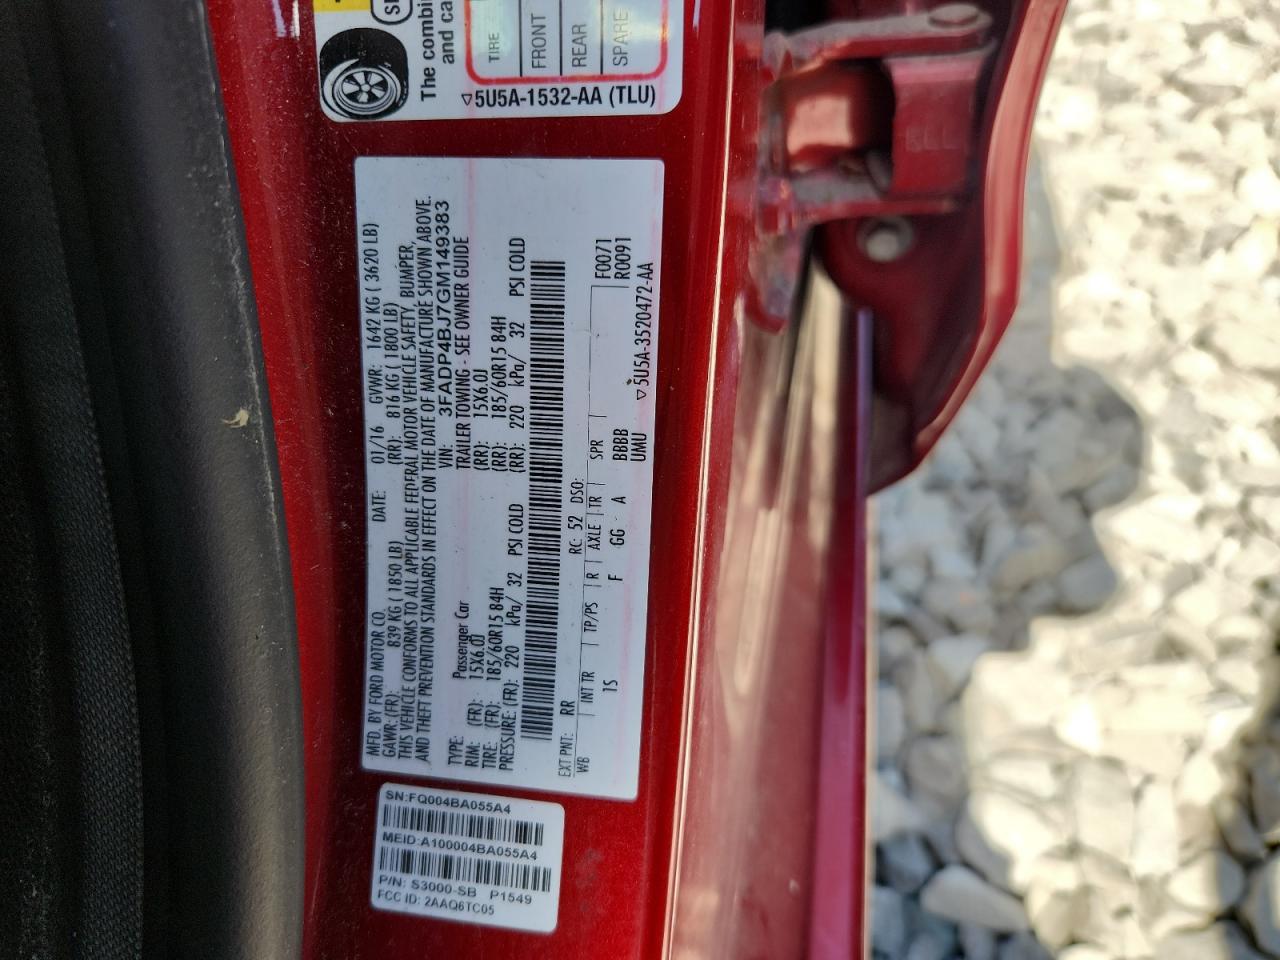 The combin
and ca
TIRE
FRONT
REAR
SPARE
▽5U5A-1532-AA (TLU)
MFD. BY FORD MOTOR CO. DATE: 01/16 GVWR: 1642 KG ( 3620 LB)
GAWR: (FR): 839 KG ( 1850 LB) (RR): 816 KG ( 1800 LB)
THIS VEHICLE CONFORMS TO ALL APPLICABLE FEDERAL MOTOR VEHICLE SAFETY, BUMPER,
AND THEFT PREVENTION STANDARDS IN EFFECT ON THE DATE OF MANUFACTURE SHOWN ABOVE.
VIN: 3FADP4BJ7GM149383
TYPE: Passenger Car TRAILER TOWING - SEE OWNER GUIDE
RIM: (FR): 15X6.0J (RR): 15X6.0J
TIRE: (FR): 185/60R15 84H (RR): 185/60R15 84H
PRESSURE: (FR): 220 kPa/ 32 PSI COLD (RR): 220 kPa/ 32 PSI COLD
EXT PNT: RR RC: 52 DSO:
WB INT TR TP/PS R AXLE TR SPR F0071
R0091
1S F GG A BBBB
UMU ▽5U5A-3520472-AA
SN:FQ004BA055A4
MEID:A100004BA055A4
P/N: S3000-SB P1549
FCC ID: 2AAQ6TC05